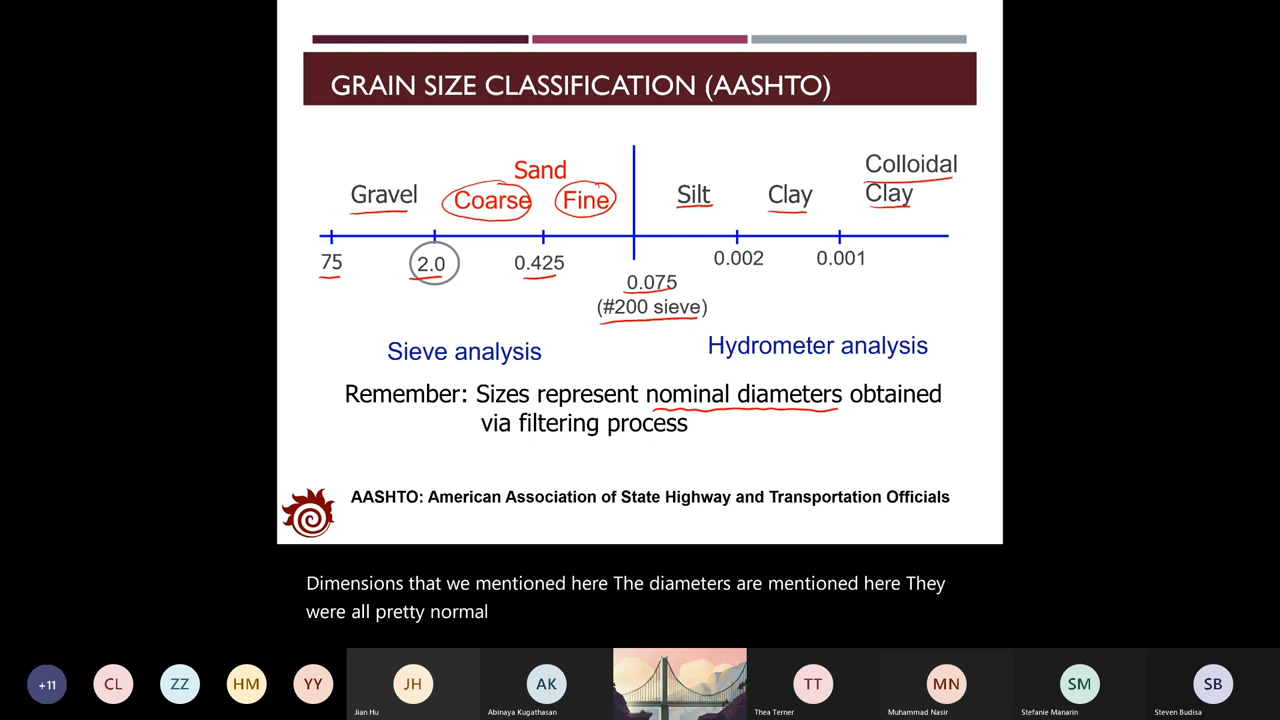 GRAIN SIZE CLASSIFICATION (AASHTO)
Sand
Colloidal
Gravel Coarse Fine Silt Clay Clay
75 2.0 0.425 0.002 0.001
0.075
(#200 sieve)
Sieve analysis Hydrometer analysis
Remember: Sizes represent nominal diameters obtained
via filtering process
AASHTO: American Association of State Highway and Transportation Officials
Dimensions that we mentioned here The diameters are mentioned here They
were all pretty normal
+11 CL ZZ HM YY JH AK TT MN SM SB
Jian Hu Abinaya Kugathasan Thea Terner Muhammad Nasir Stefanie Manarin Steven Budisa